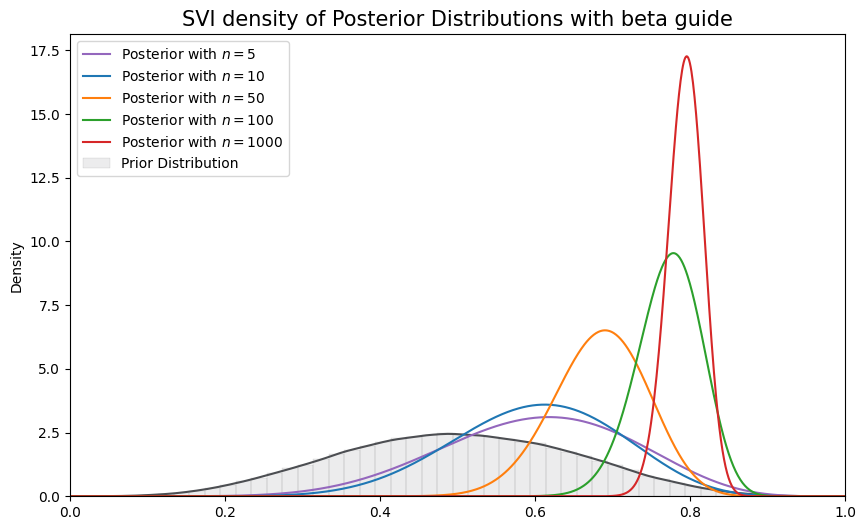 SVI density of Posterior Distributions with beta guide
Posterior with n = 5
Posterior with n = 10
Posterior with n = 50
Posterior with n = 100
Posterior with n = 1000
Prior Distribution
Density
17.5
15.0
12.5
10.0
7.5
5.0
2.5
0.0
0.0 0.2 0.4 0.6 0.8 1.0